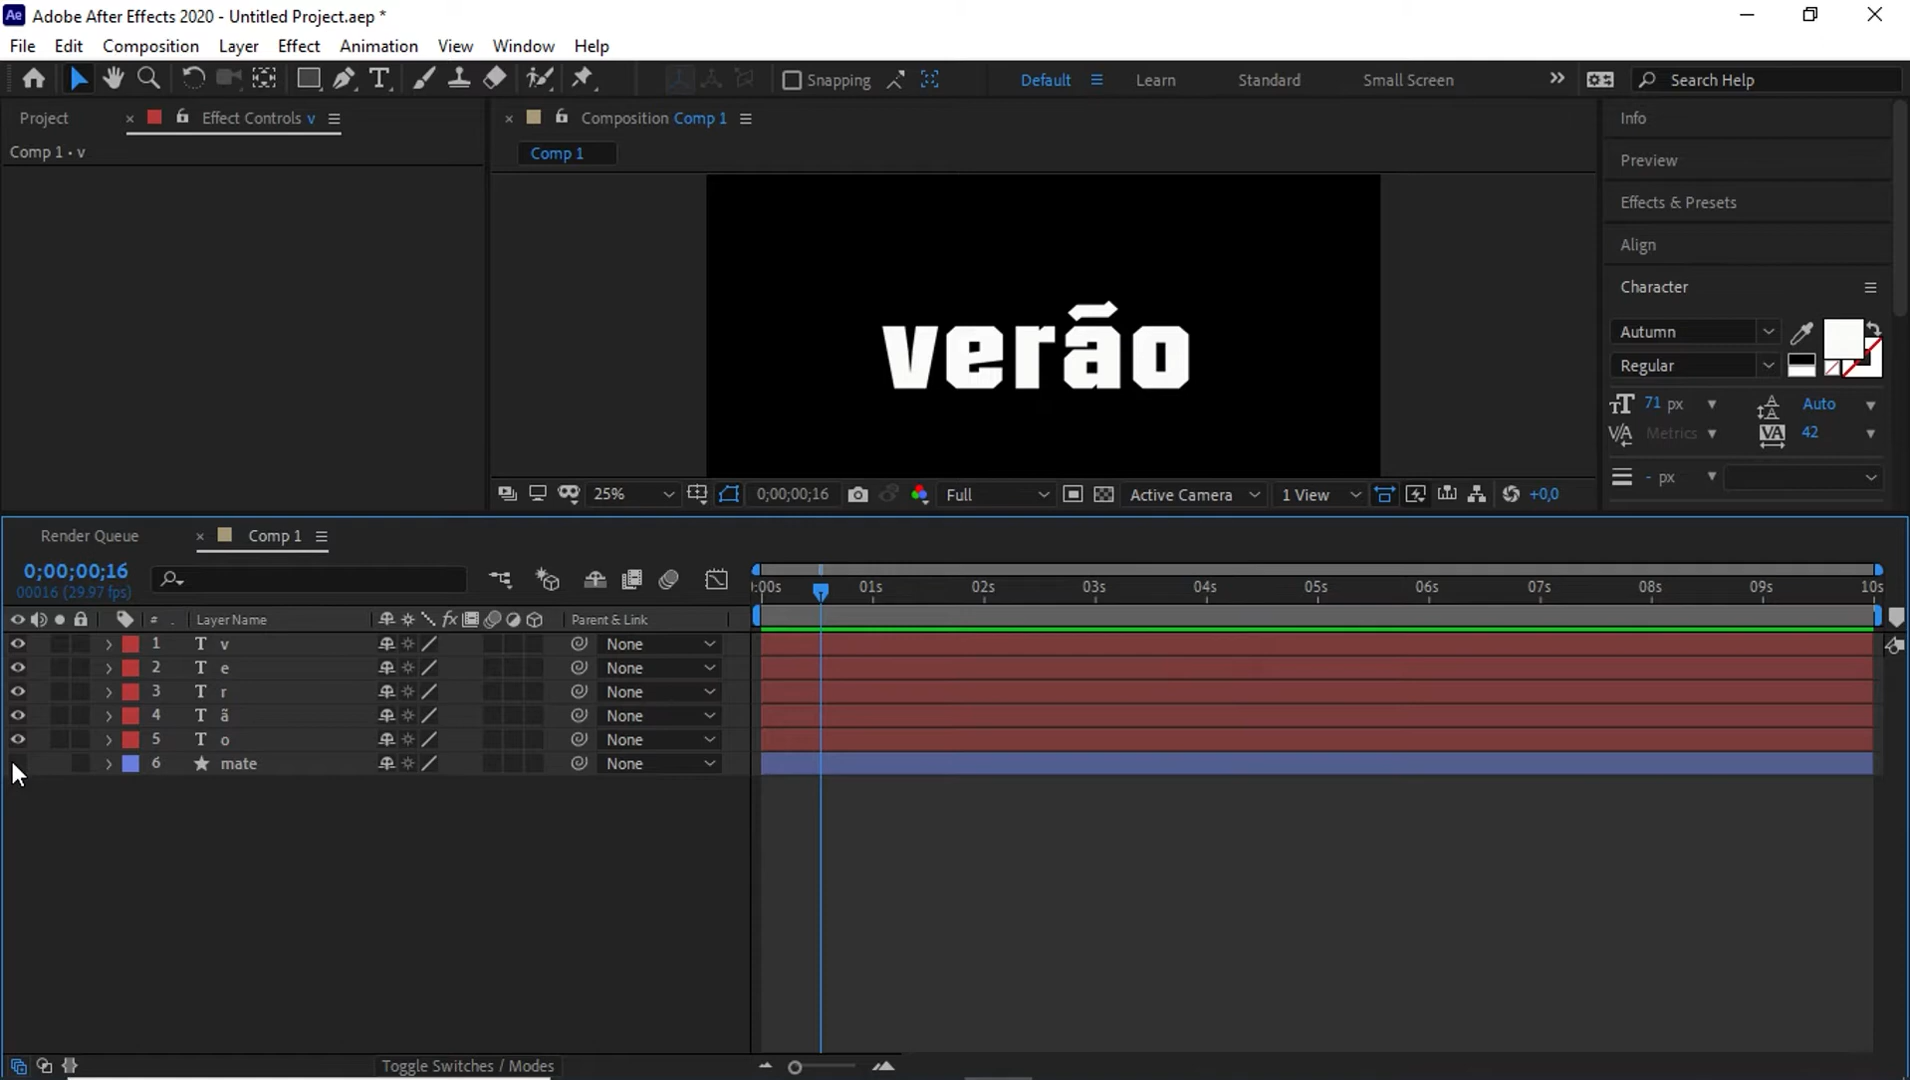 Ae Adobe After Effects 2020 - Untitled Project.aep *
File Edit Composition Layer Effect Animation View Window Help
T Snapping Default Learn Standard Small Screen » Search Help
Project × Effect Controls v × Composition Comp 1 Info
Comp 1 • v Comp 1 Preview
Effects & Presets
Align
Character
verão
Autumn
Regular
71 px Auto
Metrics 42
- px
25% 0;00;00;16 Full Active Camera 1 View +0,0
Render Queue × Comp 1
0;00;00;16
00016 (29.97 fps)
:00s 01s 02s 03s 04s 05s 06s 07s 08s 09s 10s
# . Layer Name fx Parent & Link
1 T v None
2 T e None
3 T r None
4 T ã None
5 T o None
6 mate None
Toggle Switches / Modes